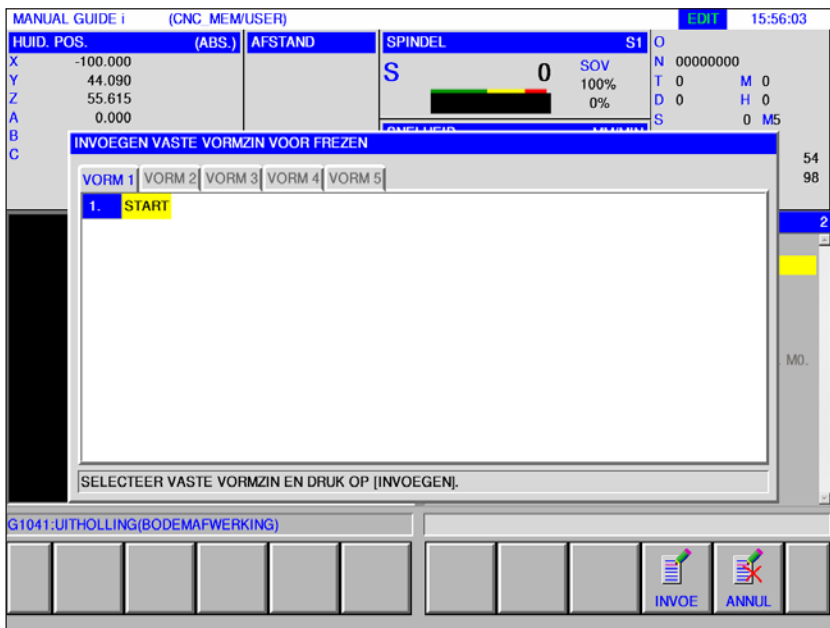 MANUAL GUIDE i (CNC_MEM/USER) EDIT 15:56:03
HUID. POS. (ABS.) AFSTAND SPINDEL S1 O
X -100.000 N 00000000
Y 44.090 S 0 SOV 100% T 0 M 0
Z 55.615 0% D 0 H 0
A 0.000 S 0 M5
B
C 54
98
INVOEGEN VASTE VORMZIN VOOR FREZEN
VORM 1 VORM 2 VORM 3 VORM 4 VORM 5
1. START
2
M0.
SELECTEER VASTE VORMZIN EN DRUK OP [INVOEGEN].
G1041:UITHOLLING(BODEMAFWERKING)
INVOE ANNUL